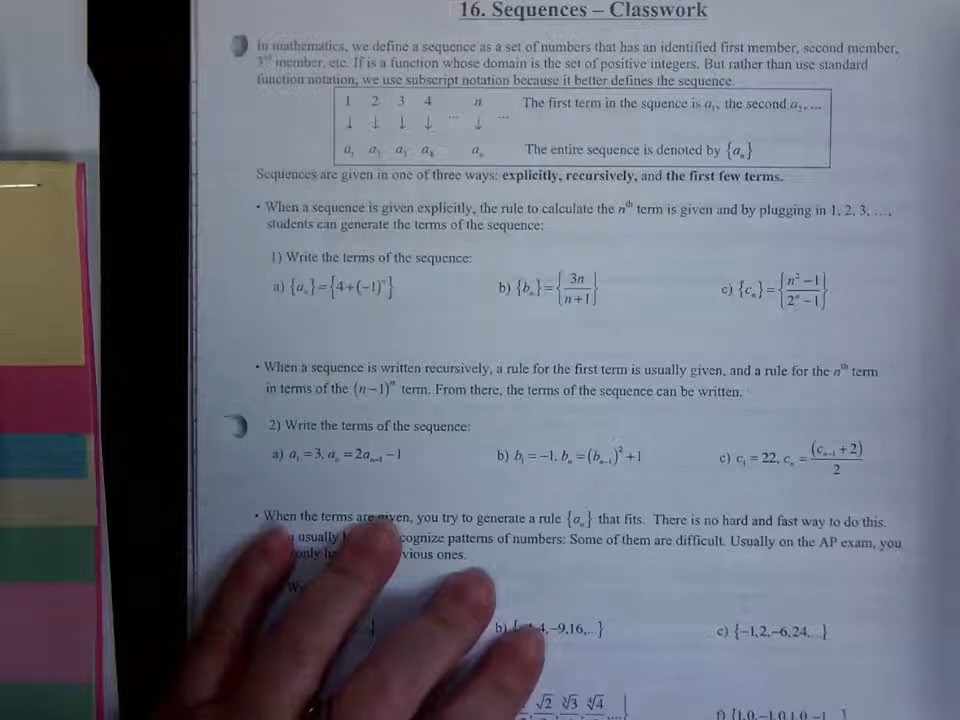 16. Sequences – Classwork
In mathematics, we define a sequence as a set of numbers that has an identified first member, second member,
3rd member, etc. If is a function whose domain is the set of positive integers. But rather than use standard
function notation, we use subscript notation because it better defines the sequence.
1 2 3 4 n The first term in the squence is a₁, the second a₂,...
↓ ↓ ↓ ↓ ... ↓ ...
a₁ a₂ a₃ a₄ aₙ The entire sequence is denoted by {aₙ}
Sequences are given in one of three ways: explicitly, recursively, and the first few terms.
• When a sequence is given explicitly, the rule to calculate the nth term is given and by plugging in 1, 2, 3, …,
students can generate the terms of the sequence:
1) Write the terms of the sequence:
a) {aₙ}={4+(−1)ⁿ} b) {bₙ}={3n/(n+1)} c) {cₙ}={(n²−1)/(2ⁿ−1)}
• When a sequence is written recursively, a rule for the first term is usually given, and a rule for the nth term
in terms of the (n−1)st term. From there, the terms of the sequence can be written.
2) Write the terms of the sequence:
a) a₁=3, aₙ=2aₙ₋₁−1 b) b₁=−1, bₙ=(bₙ₋₁)²+1 c) c₁=22, cₙ=(cₙ₋₁+2)/2
• When the terms are given, you try to generate a rule {aₙ} that fits. There is no hard and fast way to do this.
usually cognize patterns of numbers: Some of them are difficult. Usually on the AP exam, you
only vious ones.
b) 4,−9,16,...} c) {−1,2,−6,24,...}
√2 ∛3 ∜4
f) {1,0,−1,0,1,0,−1